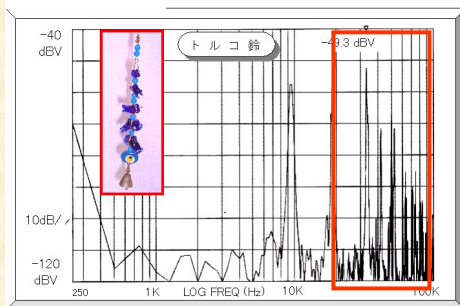 -40
dBV
トルコ鈴
-49.3 dBV
10dB/
-120
dBV
250
1K
LOG FREQ (Hz)
10K
100K